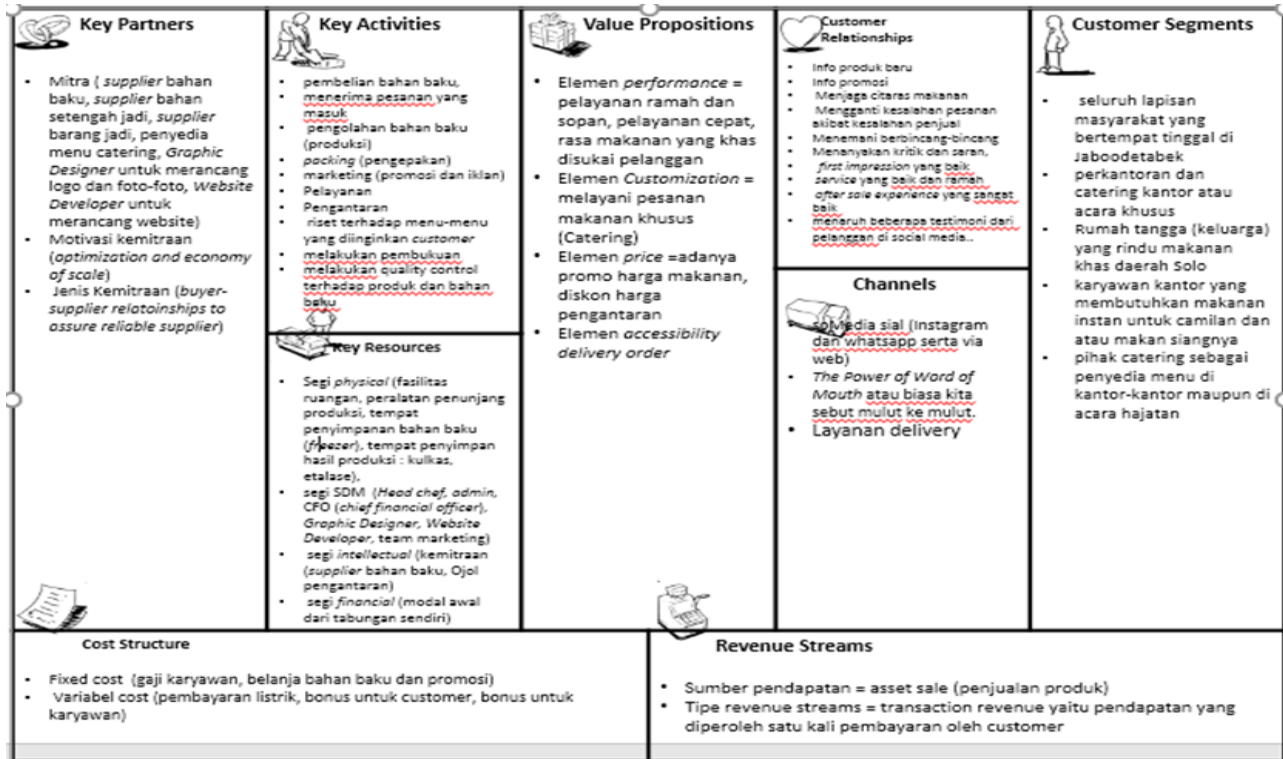 Key Partners
Mitra ( supplier bahan
baku, supplier bahan
setengah jadi, supplier
barang jadi, penyedia
menu catering, Graphic
Designer untuk merancang
logo dan foto-foto, Website
Developer untuk
merancang website)
Motivasi kemitraan
(optimization and economy
of scale)
Jenis Kemitraan (buyer-
supplier relatoinships to
assure reliable supplier)
Key Activities
pembelian bahan baku,
menerima pesanan yang
masuk
pengolahan bahan baku
(produksi)
packing (pengepakan)
marketing (promosi dan iklan)
Pelayanan
Pengantaran
riset terhadap menu-menu
yang diinginkan customer
melakukan pembukuan
melakukan quality control
terhadap produk dan bahan
baku
Key Resources
Segi physical (fasilitas
ruangan, peralatan penunjang
produksi, tempat
penyimpanan bahan baku
(freezer), tempat penyimpan
hasil produksi : kulkas,
etalase),
segi SDM (Head chef, admin,
CFO (chief financial officer),
Graphic Designer, Website
Developer, team marketing)
segi intellectual (kemitraan
(supplier bahan baku, Ojol
pengantaran)
segi financial (modal awal
dari tabungan sendiri)
Value Propositions
Elemen performance =
pelayanan ramah dan
sopan, pelayanan cepat,
rasa makanan yang khas
disukai pelanggan
Elemen Customization =
melayani pesanan
makanan khusus
(Catering)
Elemen price =adanya
promo harga makanan,
diskon harga
pengantaran
Elemen accessibility
delivery order
Customer
Relationships
Info produk baru
Info promosi
Menjaga citaras makanan
Mengganti kesalahan pesanan
akibat kesalahan penjual
Menemani berbincang-bincang
Menanyakan kritik dan saran,
first impression yang baik
service yang baik dan ramah
after sale experience yang sangat
baik
menaruh beberapa testimoni dari
pelanggan di social media..
Channels
soMedia sial (Instagram
dan whatsapp serta via
web)
The Power of Word of
Mouth atau biasa kita
sebut mulut ke mulut.
Layanan delivery
Customer Segments
seluruh lapisan
masyarakat yang
bertempat tinggal di
Jaboodetabek
perkantoran dan
catering kantor atau
acara khusus
Rumah tangga (keluarga)
yang rindu makanan
khas daerah Solo
karyawan kantor yang
membutuhkan makanan
instan untuk camilan dan
atau makan siangnya
pihak catering sebagai
penyedia menu di
kantor-kantor maupun di
acara hajatan
Cost Structure
Fixed cost (gaji karyawan, belanja bahan baku dan promosi)
Variabel cost (pembayaran listrik, bonus untuk customer, bonus untuk
karyawan)
Revenue Streams
Sumber pendapatan = asset sale (penjualan produk)
Tipe revenue streams = transaction revenue yaitu pendapatan yang
diperoleh satu kali pembayaran oleh customer